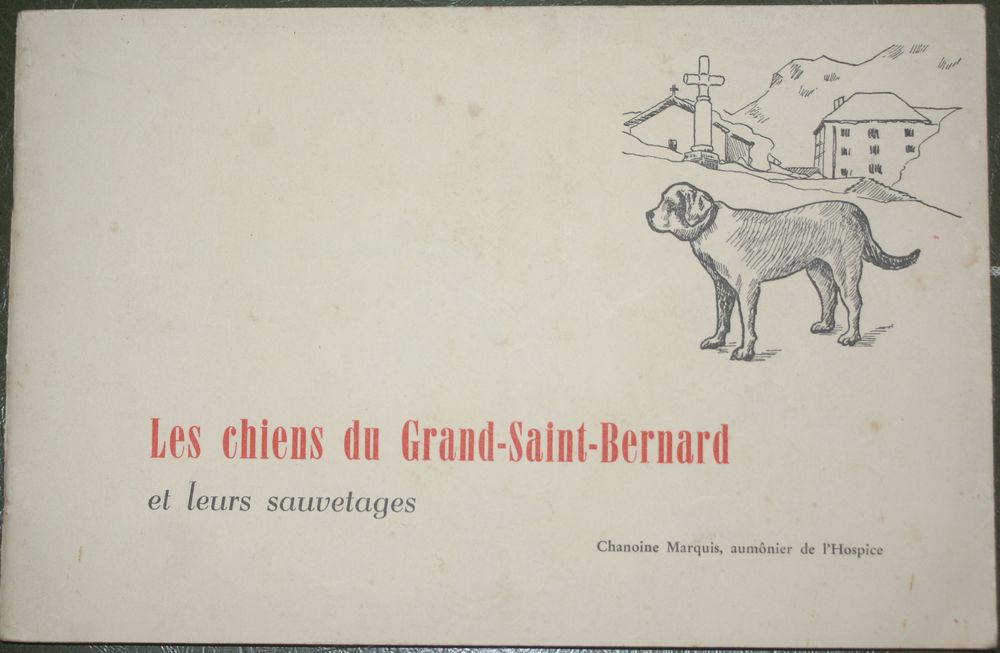 Les chiens du Grand-Saint-Bernard
et leurs sauvetages
Chanoine Marquis, aumônier de l'Hospice